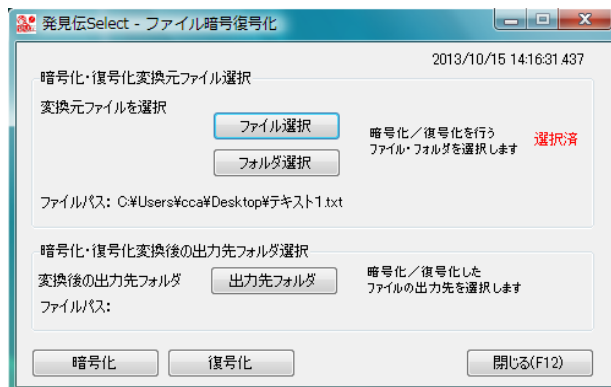 発見伝Select - ファイル暗号復号化
2013/10/15 14:16:31.437
暗号化・復号化変換元ファイル選択
変換元ファイルを選択
ファイル選択
フォルダ選択
暗号化／復号化を行う
ファイル・フォルダを選択します
選択済
ファイルパス: C:¥Users¥cca¥Desktop¥テキスト1.txt
暗号化・復号化変換後の出力先フォルダ選択
変換後の出力先フォルダ
出力先フォルダ
暗号化／復号化した
ファイルの出力先を選択します
ファイルパス:
暗号化
復号化
閉じる(F12)